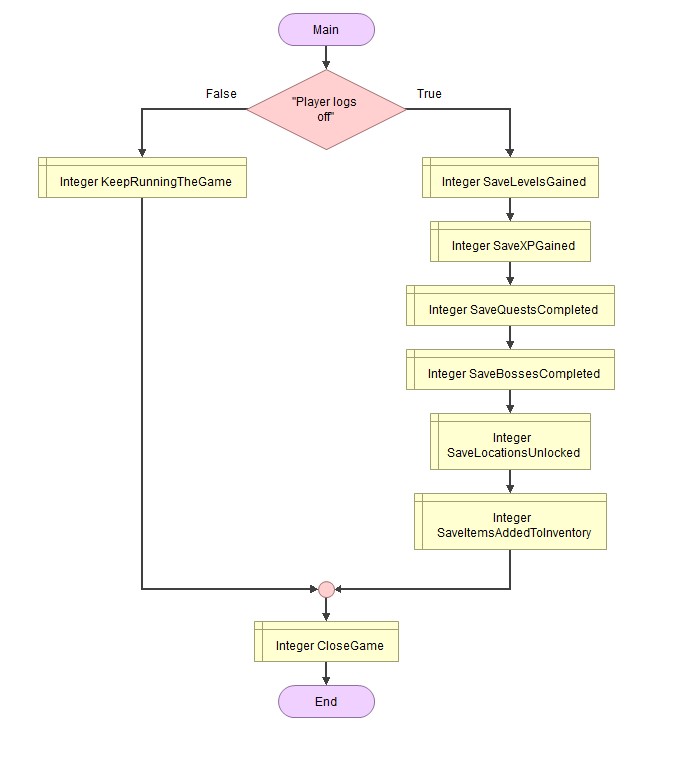 Main
"Player logs
off"
False
True
Integer KeepRunningTheGame
Integer SaveLevelsGained
Integer SaveXPGained
Integer SaveQuestsCompleted
Integer SaveBossesCompleted
Integer
SaveLocationsUnlocked
Integer
SaveItemsAddedToInventory
Integer CloseGame
End